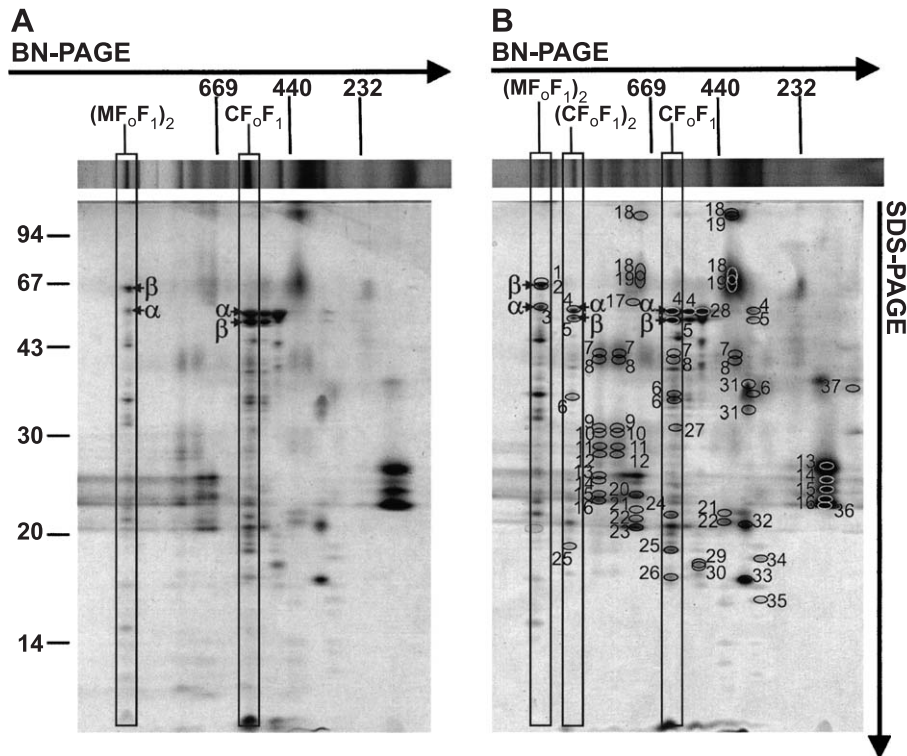 A
BN-PAGE
669 440 232
(MFoF1)2 CFoF1
94
67
43
30
20
14
β
α
α
β
B
BN-PAGE
669 440 232
(MFoF1)2
(CFoF1)2 CFoF1
SDS-PAGE
18 18
19
1 18 18
β 2 19 19
17
α 3 4 α α 4 4 28 4
5 β β 5 5
7 7 7
8 8 8
31 6 37
6 6
31
9 9
10 10 27
11 11
12 12
13 13
14 14
15 20 15
16 24 21 16 36
22 21 22 32
23
25 25 29 34
26 30 33
35